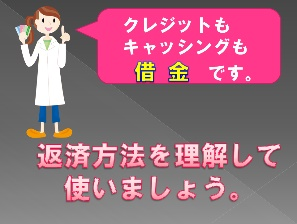 クレジットも
キャッシングも
借金 です。
返済方法を理解して
使いましょう。